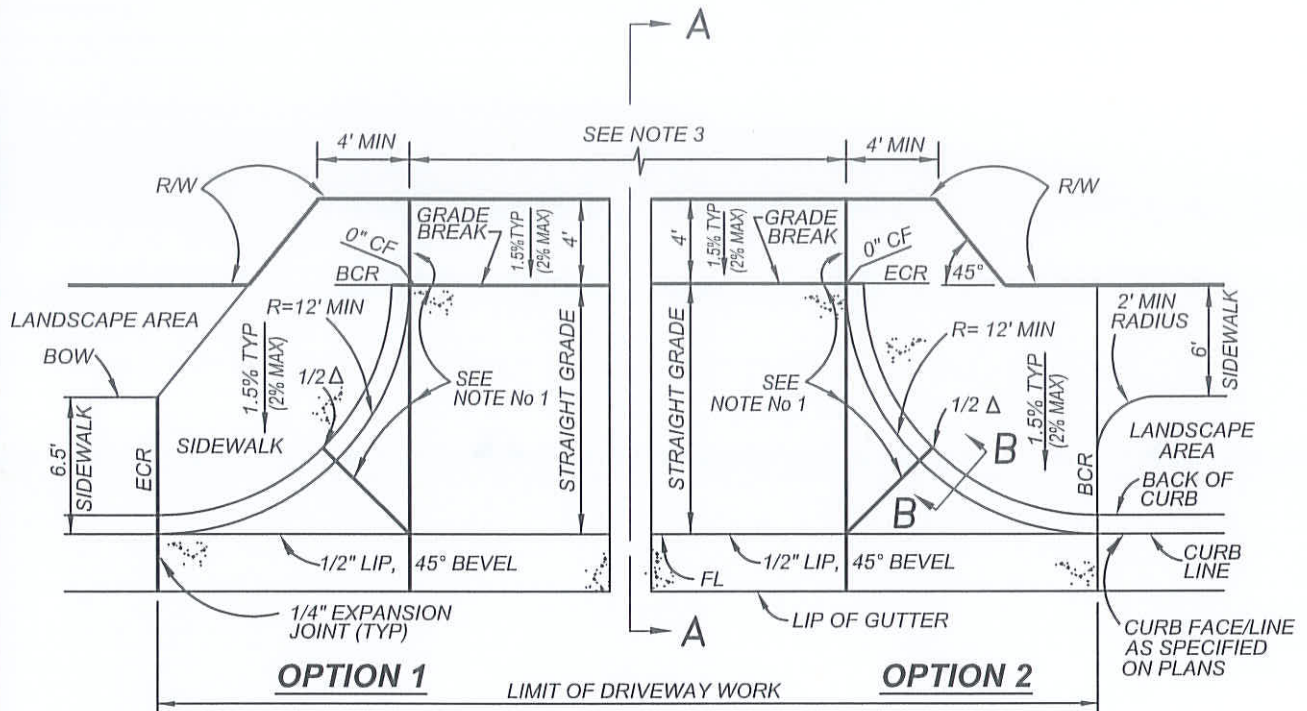 A
SEE NOTE 3
4' MIN
4' MIN
R/W
R/W
GRADE
BREAK
1.5% TYP
(2% MAX)
4'
4'
1.5% TYP
(2% MAX)
GRADE
BREAK
0" CF
0" CF
BCR
ECR
45°
LANDSCAPE AREA
R=12' MIN
R= 12' MIN
2' MIN
RADIUS
6'
SIDEWALK
BOW
1.5% TYP
(2% MAX)
1/2 Δ
SEE
NOTE No 1
STRAIGHT GRADE
STRAIGHT GRADE
SEE
NOTE No 1
1/2 Δ
1.5% TYP
(2% MAX)
LANDSCAPE
AREA
6.5'
SIDEWALK
ECR
SIDEWALK
B
B
BCR
BACK OF
CURB
1/2" LIP, 45° BEVEL
FL
1/2" LIP, 45° BEVEL
CURB
LINE
1/4" EXPANSION
JOINT (TYP)
A
LIP OF GUTTER
CURB FACE/LINE
AS SPECIFIED
ON PLANS
OPTION 1
LIMIT OF DRIVEWAY WORK
OPTION 2